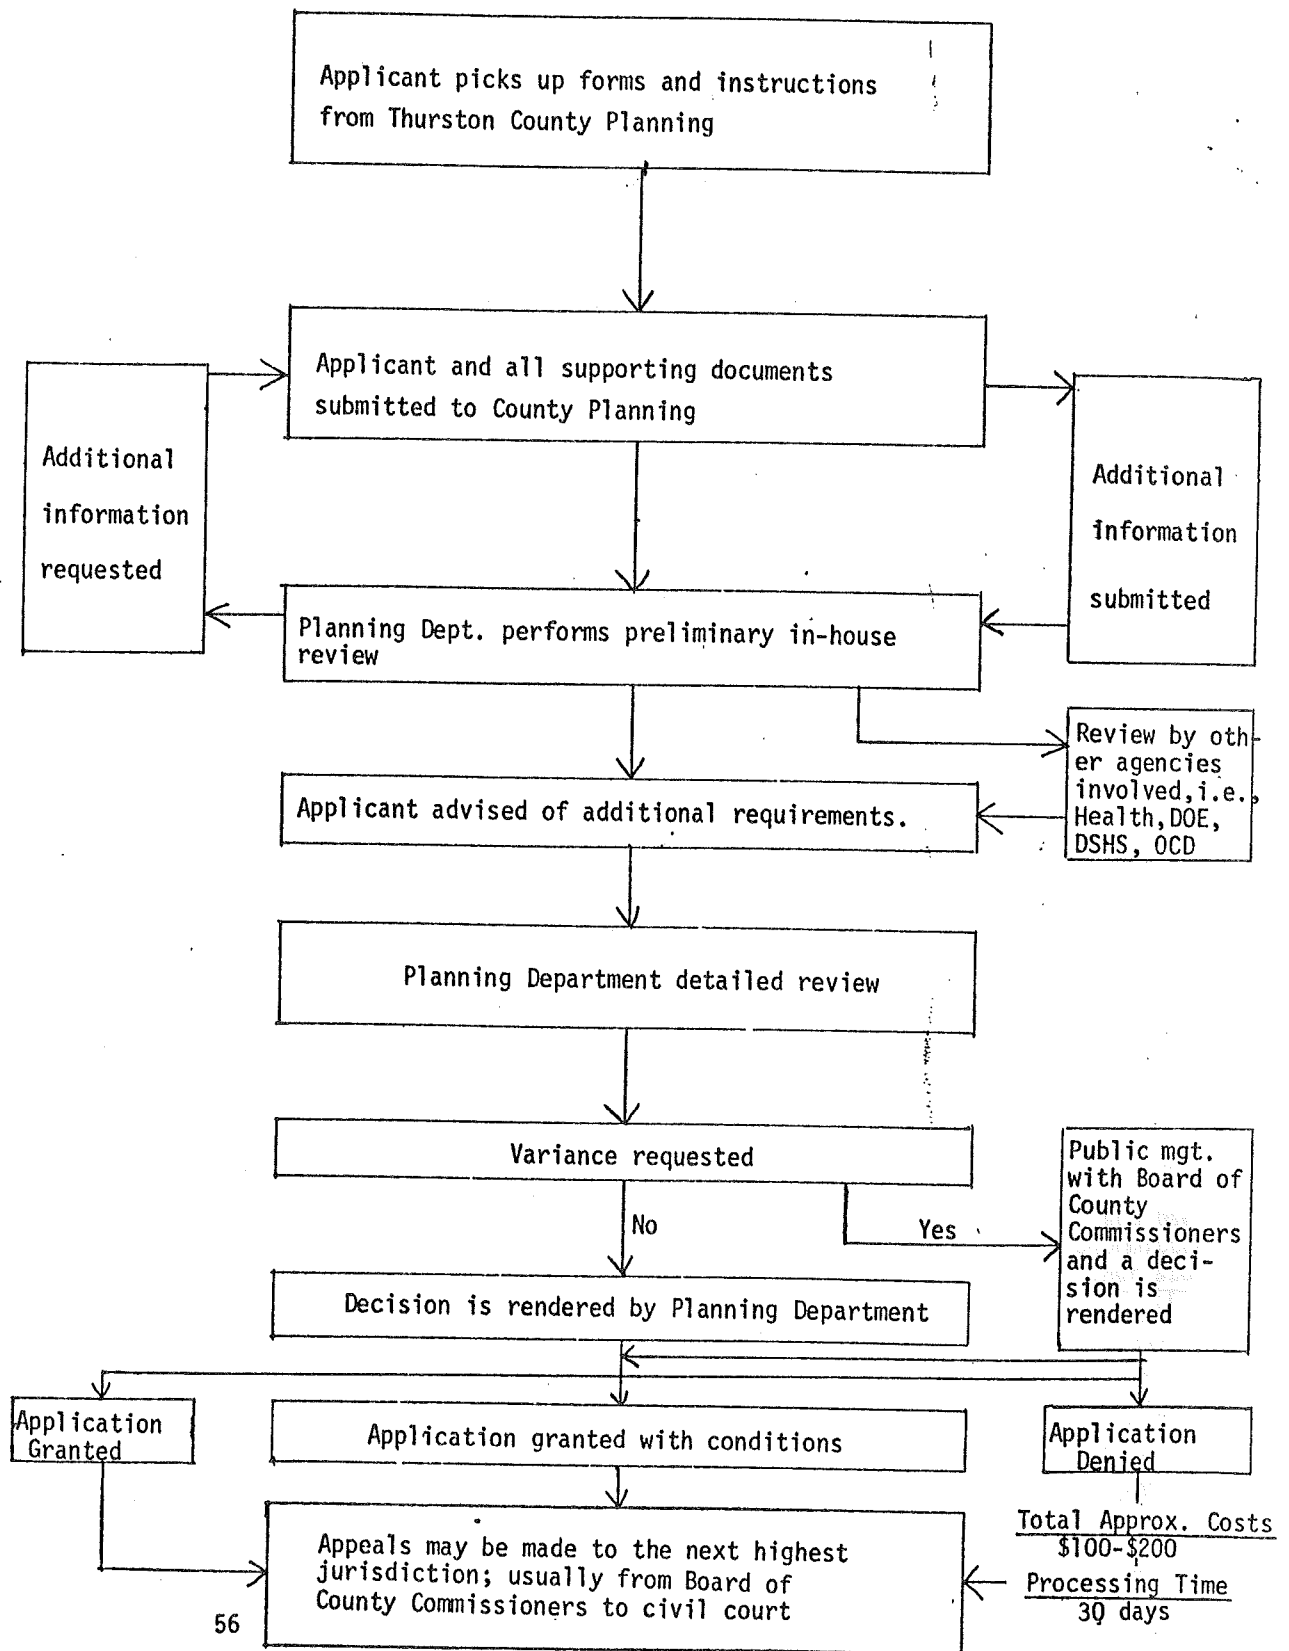 Applicant picks up forms and instructions
from Thurston County Planning
Applicant and all supporting documents
submitted to County Planning
Additional
information
requested
Additional
information
submitted
Planning Dept. performs preliminary in-house
review
Review by oth-
er agencies
involved,i.e.,
Health,DOE,
DSHS, OCD
Applicant advised of additional requirements.
Planning Department detailed review
Variance requested
No
Yes
Public mgt.
with Board of
County
Commissioners
and a deci-
sion is
rendered
Decision is rendered by Planning Department
Application
Granted
Application granted with conditions
Application
Denied
Appeals may be made to the next highest
jurisdiction; usually from Board of
County Commissioners to civil court
Total Approx. Costs
$100-$200
Processing Time
30 days
56